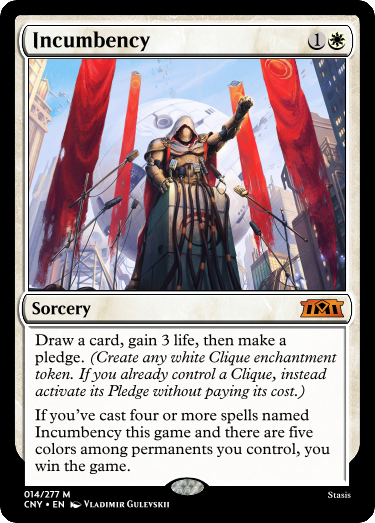 Incumbency
1
Sorcery
Draw a card, gain 3 life, then make a
pledge. (Create any white Clique enchantment
token. If you already control a Clique, instead
activate its Pledge without paying its cost.)
If you've cast four or more spells named
Incumbency this game and there are five
colors among permanents you control, you
win the game.
014/277 M
Stasis
CNY • EN Vladimir Gulevskii